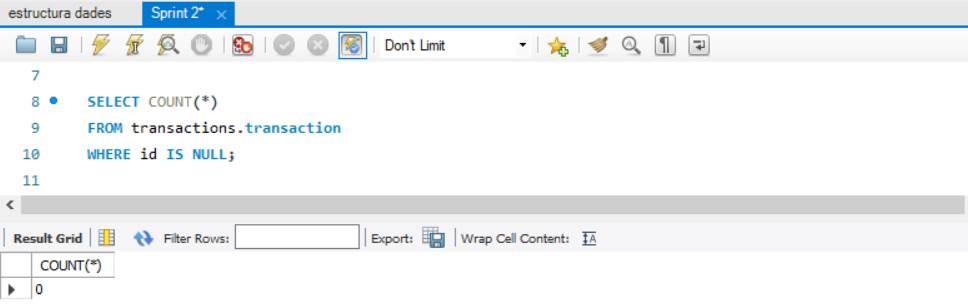 estructura dades
Sprint 2*
Don't Limit
7
8 SELECT COUNT(*)
9 FROM transactions.transaction
10 WHERE id IS NULL;
11
Result Grid Filter Rows: Export: Wrap Cell Content: IA
COUNT(*)
0